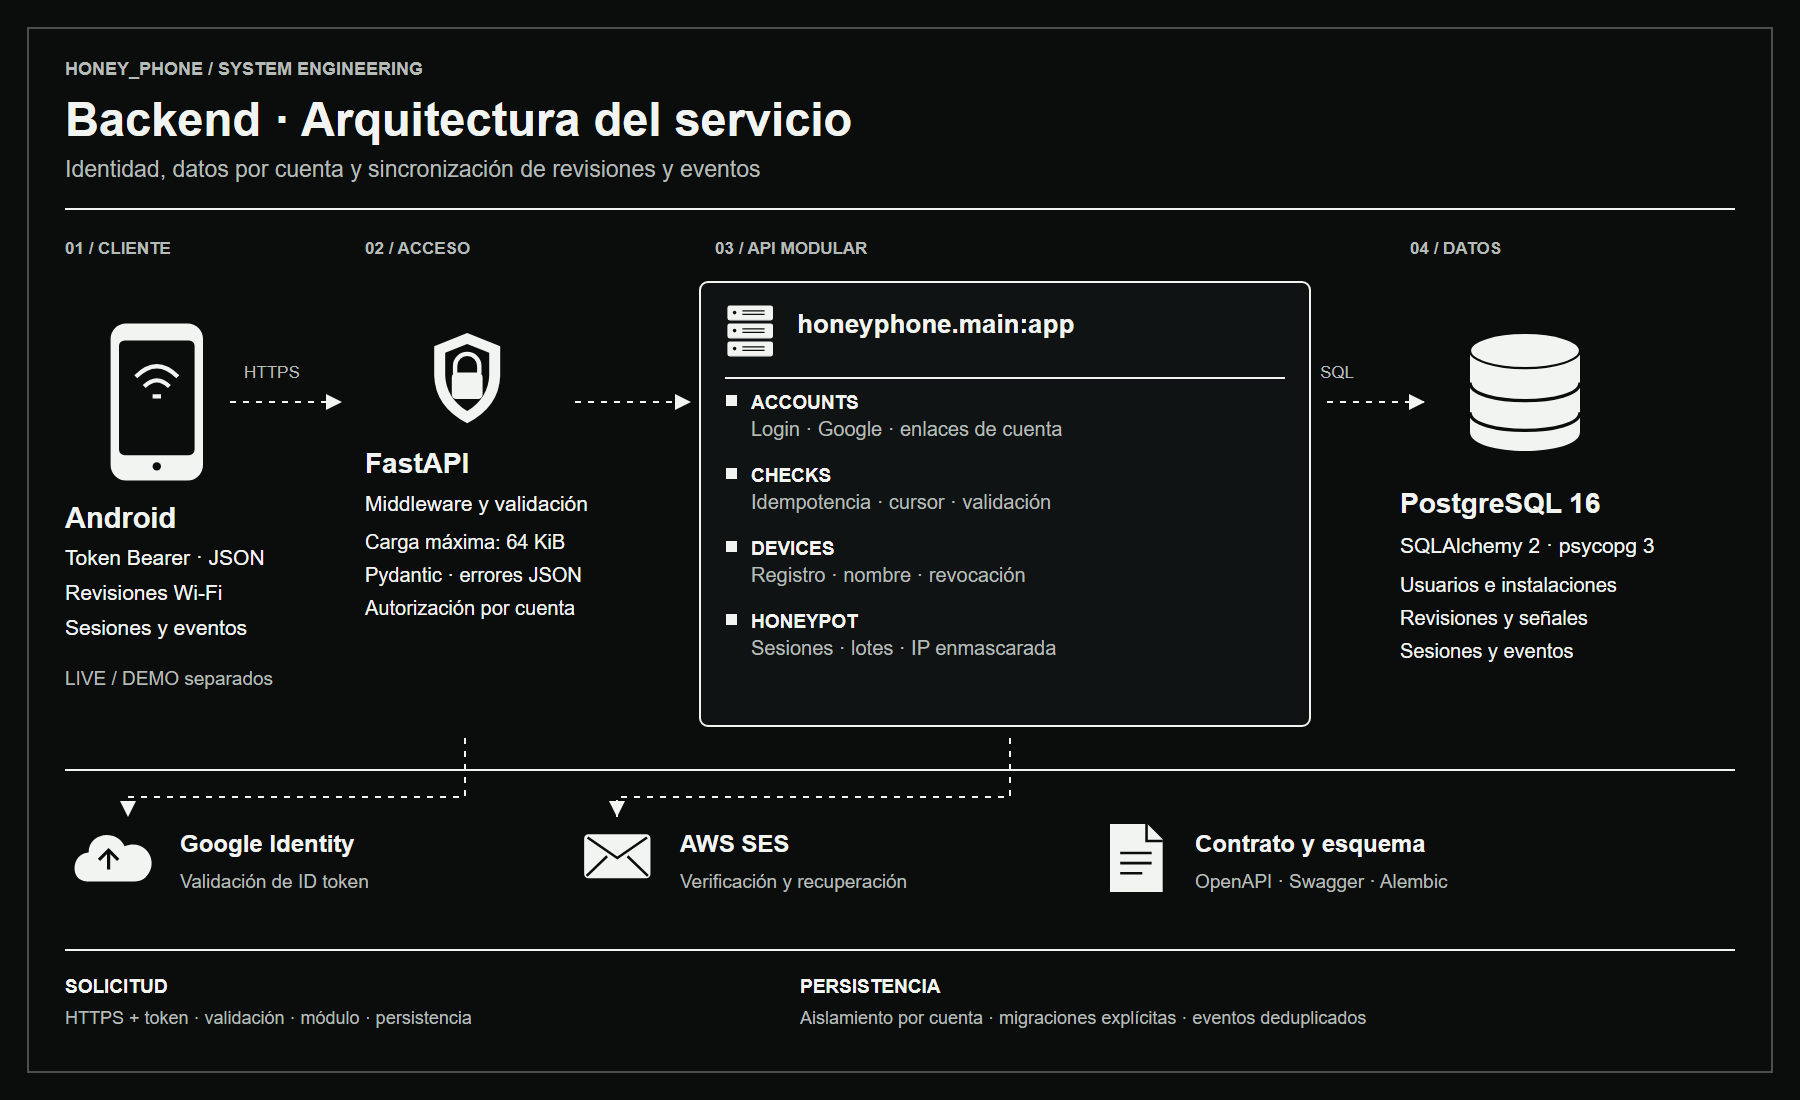 HONEY_PHONE / SYSTEM ENGINEERING
Backend · Arquitectura del servicio
Identidad, datos por cuenta y sincronización de revisiones y eventos
01 / CLIENTE
HTTPS
Android
Token Bearer · JSON
Revisiones Wi-Fi
Sesiones y eventos
LIVE / DEMO separados
02 / ACCESO
FastAPI
Middleware y validación
Carga máxima: 64 KiB
Pydantic · errores JSON
Autorización por cuenta
03 / API MODULAR
honeyphone.main:app
ACCOUNTS
Login · Google · enlaces de cuenta
CHECKS
Idempotencia · cursor · validación
DEVICES
Registro · nombre · revocación
HONEYPOT
Sesiones · lotes · IP enmascarada
SQL
04 / DATOS
PostgreSQL 16
SQLAlchemy 2 · psycopg 3
Usuarios e instalaciones
Revisiones y señales
Sesiones y eventos
Google Identity
Validación de ID token
AWS SES
Verificación y recuperación
Contrato y esquema
OpenAPI · Swagger · Alembic
SOLICITUD
HTTPS + token · validación · módulo · persistencia
PERSISTENCIA
Aislamiento por cuenta · migraciones explícitas · eventos deduplicados